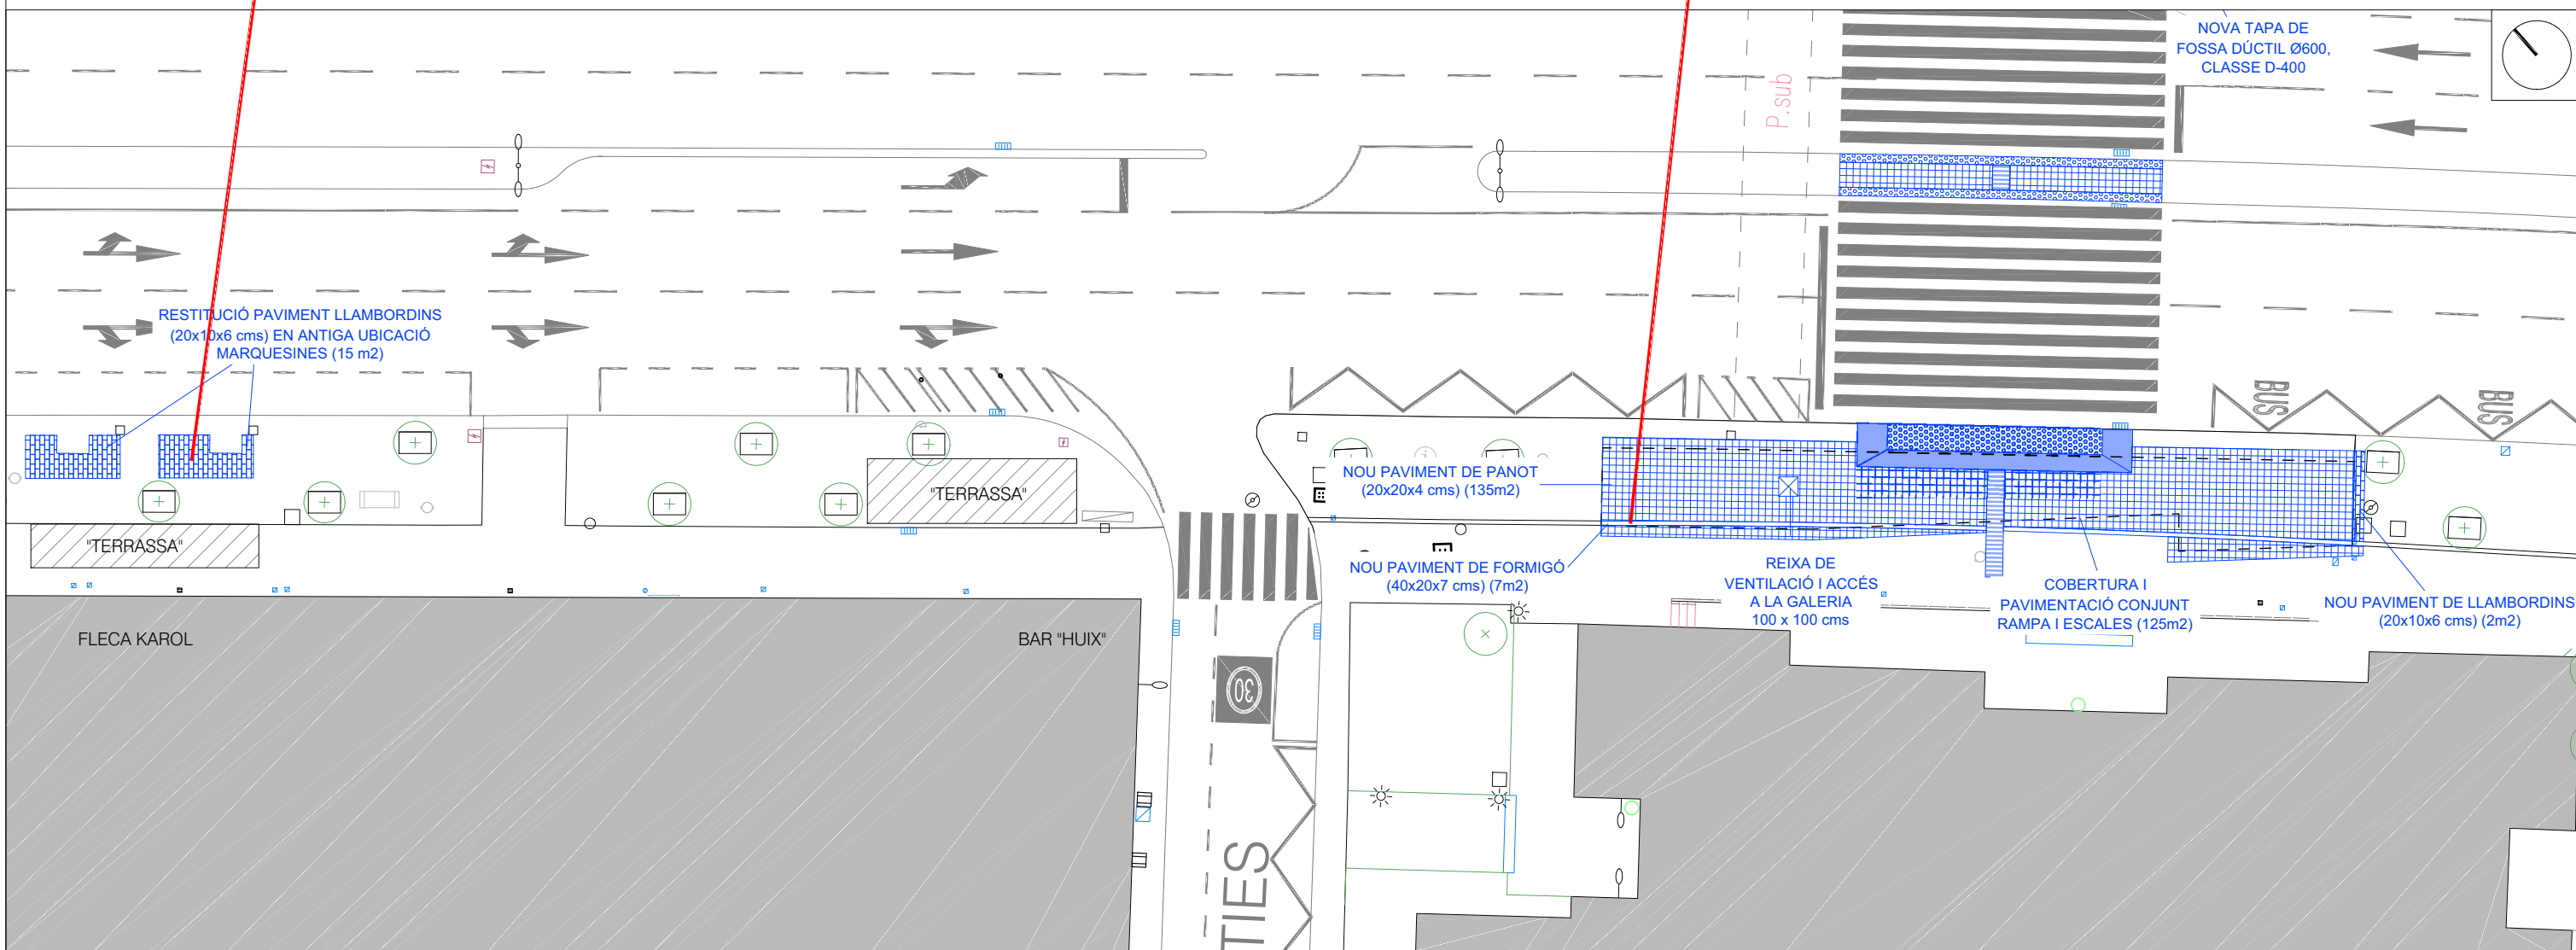 NOVA TAPA DE
FOSSA DÚCTIL Ø600,
CLASSE D-400
P.sub
RESTITUCIÓ PAVIMENT LLAMBORDINS
(20x10x6 cms) EN ANTIGA UBICACIÓ
MARQUESINES (15 m2)
BUS
BUS
NOU PAVIMENT DE PANOT
(20x20x4 cms) (135m2)
"TERRASSA"
"TERRASSA"
NOU PAVIMENT DE FORMIGÓ
(40x20x7 cms) (7m2)
REIXA DE
VENTILACIÓ I ACCÉS
A LA GALERIA
100 x 100 cms
COBERTURA I
PAVIMENTACIÓ CONJUNT
RAMPA I ESCALES (125m2)
NOU PAVIMENT DE LLAMBORDINS
(20x10x6 cms) (2m2)
FLECA KAROL
BAR "HUIX"
30
TIES